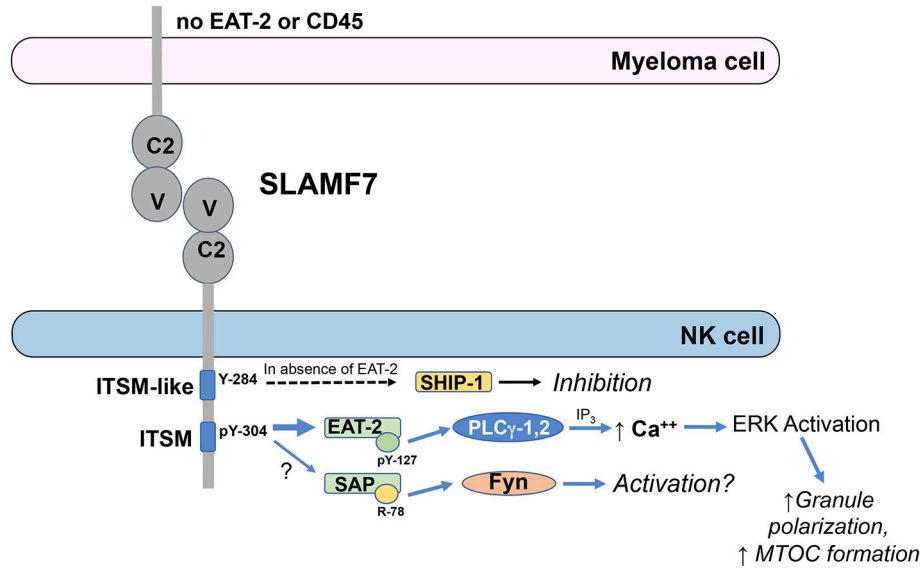 no EAT-2 or CD45
Myeloma cell
C2
V
SLAMF7
V
C2
NK cell
ITSM-like
Y-284
In absence of EAT-2
SHIP-1
Inhibition
ITSM
pY-304
EAT-2
pY-127
PLCγ-1,2
IP3
↑ Ca++
ERK Activation
?
SAP
R-78
Fyn
Activation?
↑Granule
polarization,
↑ MTOC formation